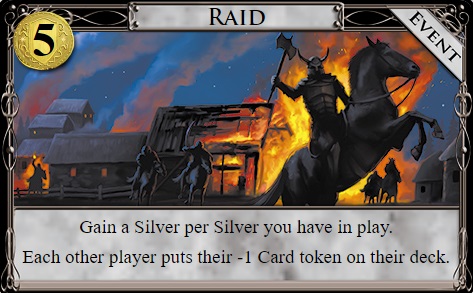 RAID
5
EVENT
Gain a Silver per Silver you have in play.
Each other player puts their -1 Card token on their deck.